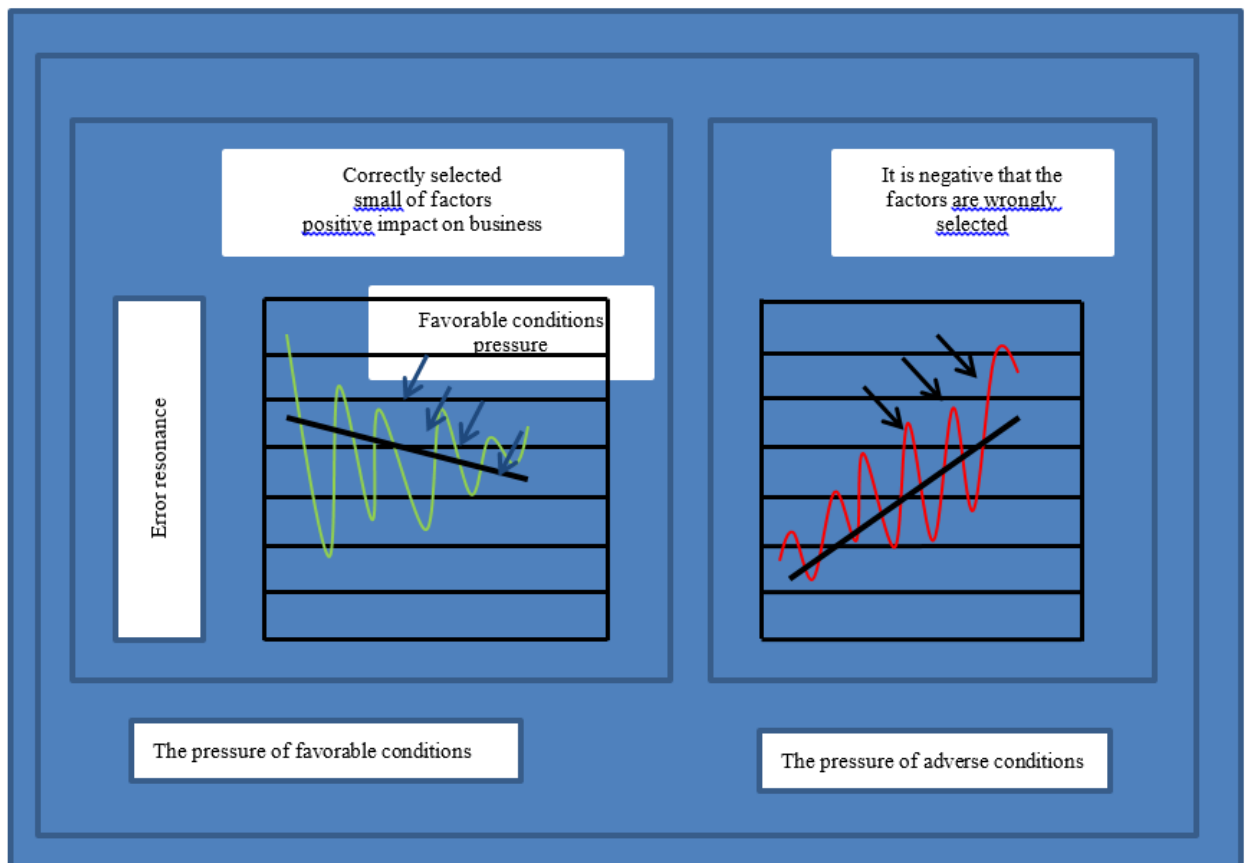 Correctly selected
small of factors
positive impact on business
It is negative that the
factors are wrongly
selected
Favorable conditions
pressure
Error resonance
The pressure of favorable conditions
The pressure of adverse conditions